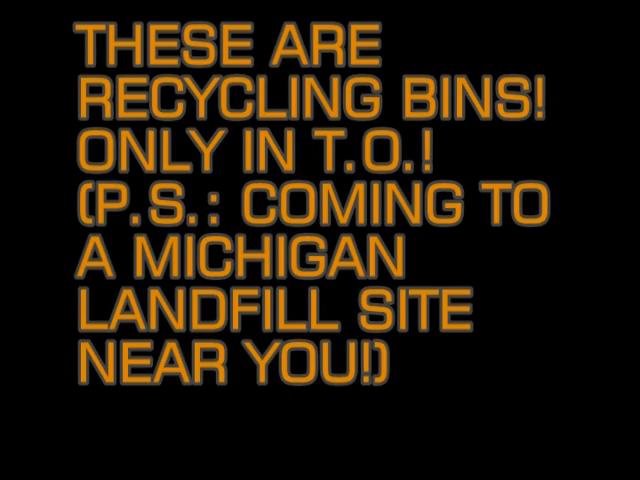 THESE ARE
RECYCLING BINS!
ONLY IN T.O.!
(P.S.: COMING TO
A MICHIGAN
LANDFILL SITE
NEAR YOU!)